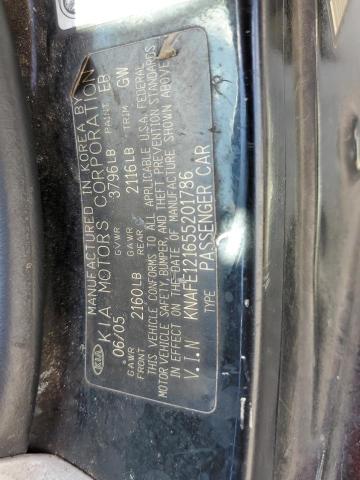 MANUFACTURED IN KOREA BY
KIA KIA MOTORS CORPORATION
06/05 GVWR 3796LB PAINT EB
GAWR FRONT 2160LB GAWR REAR 2116LB TRIM GW
THIS VEHICLE CONFORMS TO ALL APPLICABLE U.S.A. FEDERAL
MOTOR VEHICLE SAFETY, BUMPER, AND THEFT PREVENTION STANDARDS
IN EFFECT ON THE DATE OF MANUFACTURE SHOWN ABOVE.
V.I.N KNAFE121655201786
TYPE PASSENGER CAR